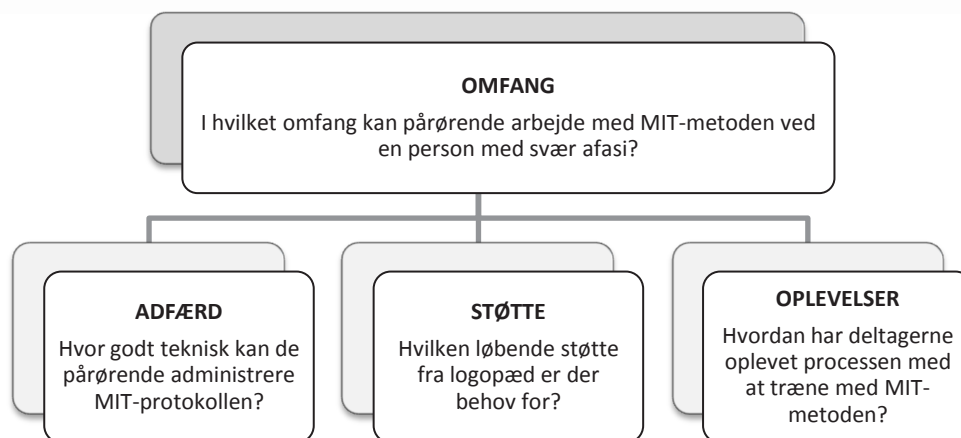 OMFANG
I hvilket omfang kan pårørende arbejde med MIT-metoden ved
en person med svær afasi?
ADFÆRD
Hvor godt teknisk kan de
pårørende administrere
MIT-protokollen?
STØTTE
Hvilken løbende støtte
fra logopæd er der
behov for?
OPLEVELSER
Hvordan har deltagerne
oplevet processen med
at træne med MIT-
metoden?